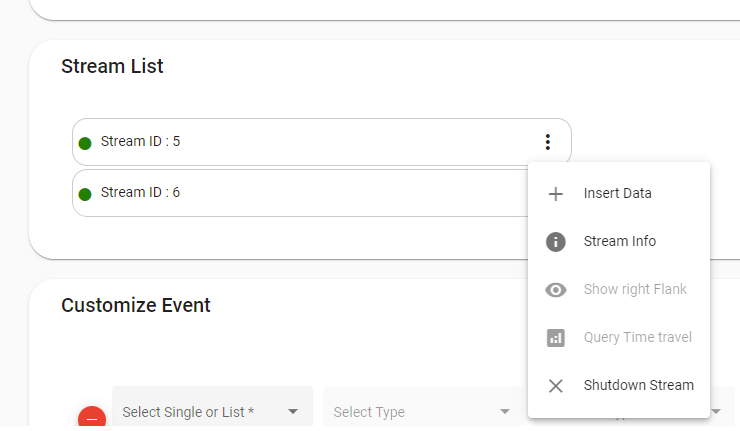 Stream List
Stream ID : 5
Stream ID : 6
Insert Data
Stream Info
Show right Flank
Query Time travel
Shutdown Stream
Customize Event
Select Single or List *
Select Type